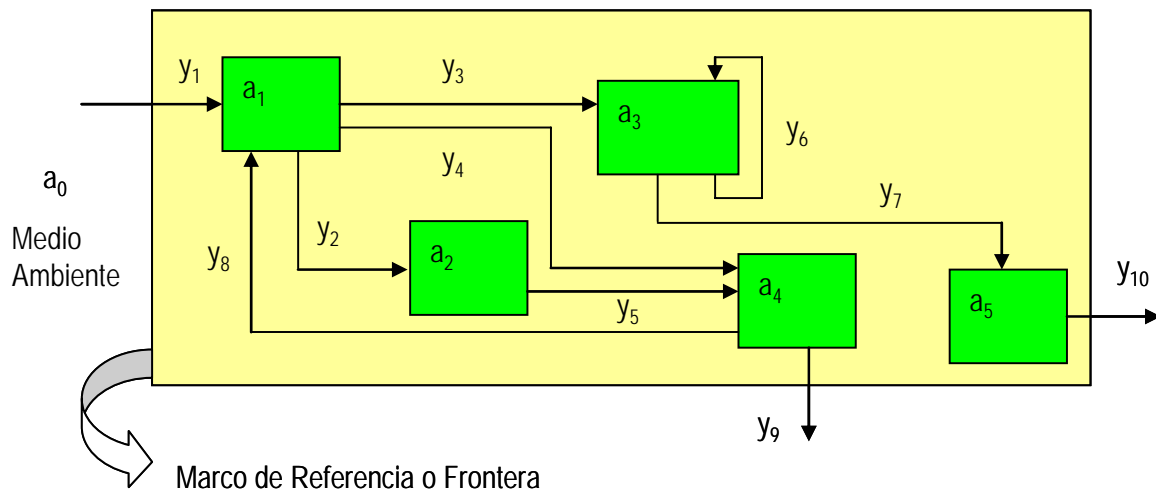 y₁
a₁
y₃
a₃
y₆
y₄
a₀
Medio
Ambiente
y₈
y₂
a₂
y₇
y₅
a₄
a₅
y₁₀
y₉
Marco de Referencia o Frontera